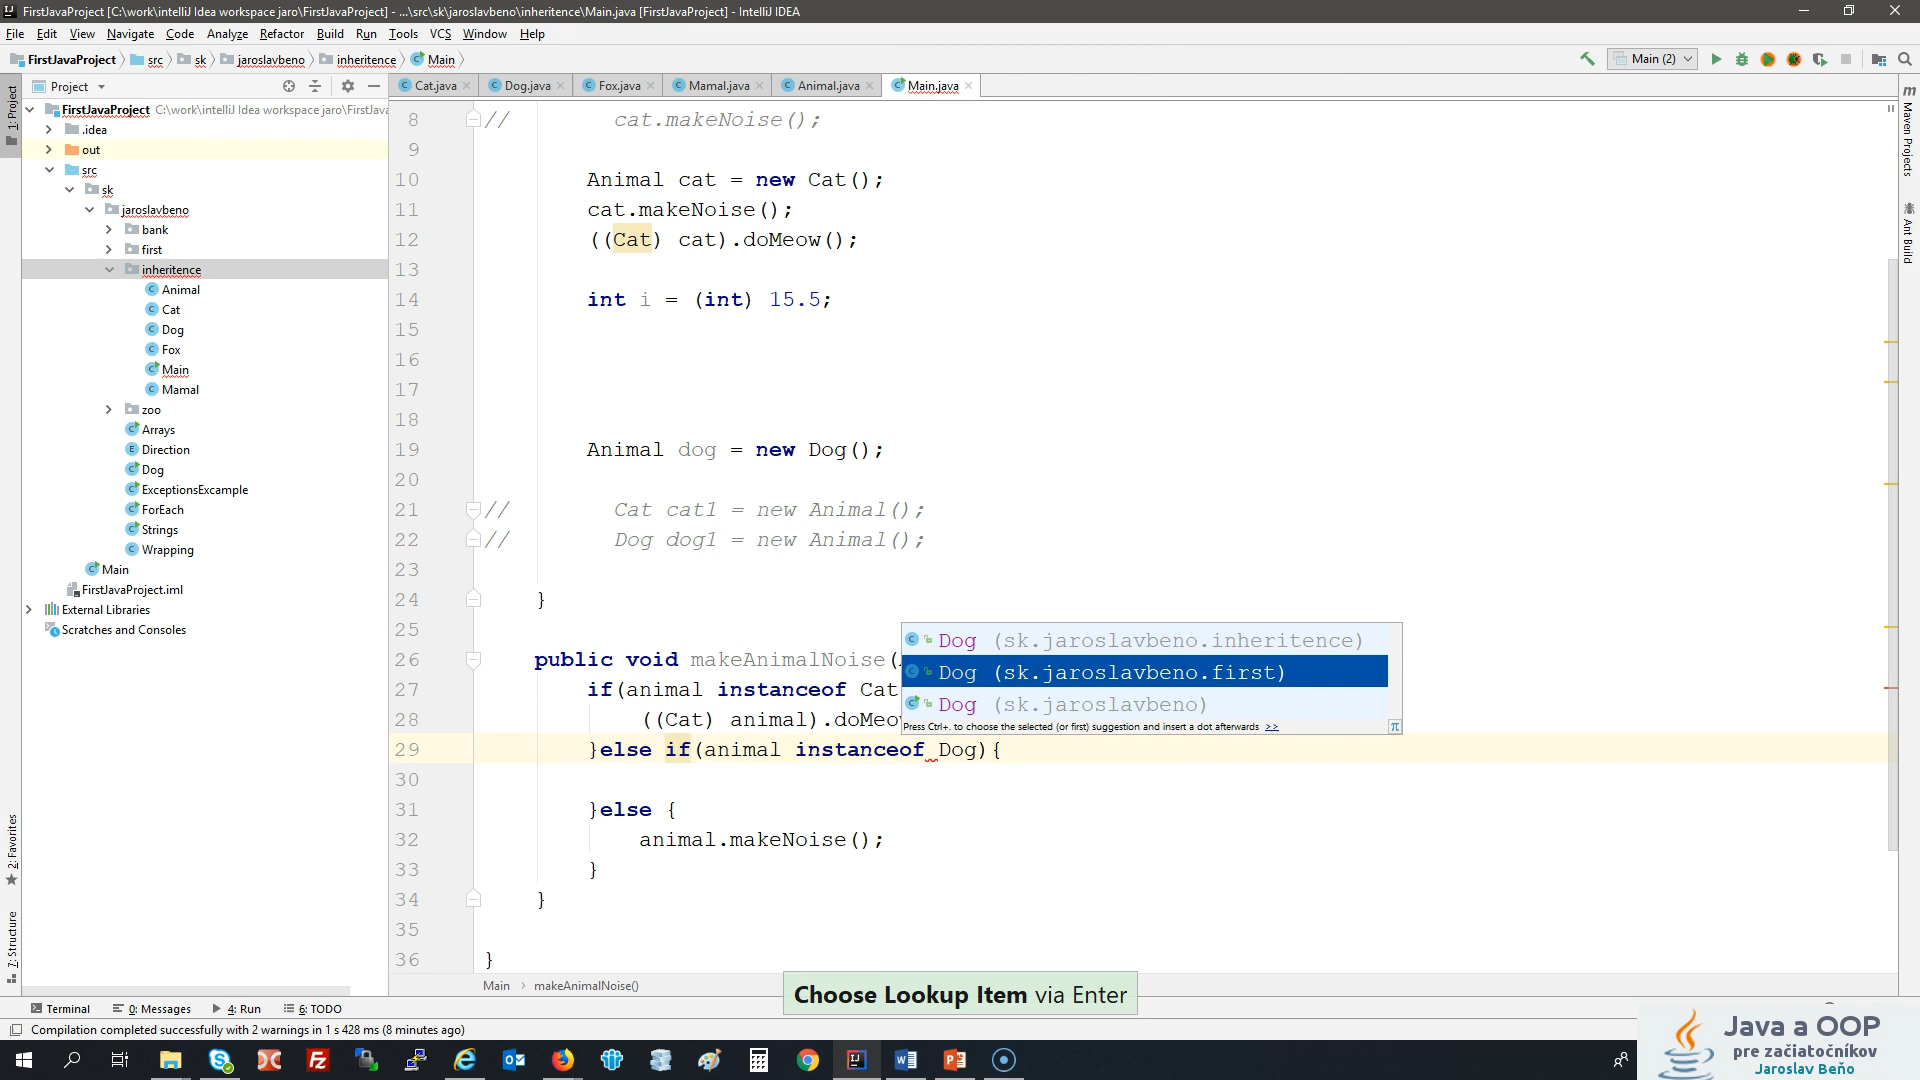 FirstJavaProject [C:\work\intelliJ Idea workspace jaro\FirstJavaProject] - ...\src\sk\jaroslavbeno\inheritence\Main.java [FirstJavaProject] - IntelliJ IDEA
File Edit View Navigate Code Analyze Refactor Build Run Tools VCS Window Help
FirstJavaProject src sk jaroslavbeno inheritence Main
Main (2)
Project
Cat.java Dog.java Fox.java Mamal.java Animal.java Main.java
1: Project
2: Favorites
7: Structure
Maven Projects
Ant Build
FirstJavaProject C:\work\intelliJ Idea workspace jaro\FirstJava
.idea
out
src
sk
jaroslavbeno
bank
first
inheritence
Animal
Cat
Dog
Fox
Main
Mamal
zoo
Arrays
Direction
Dog
ExceptionsExcample
ForEach
Strings
Wrapping
Main
FirstJavaProject.iml
External Libraries
Scratches and Consoles
8 // cat.makeNoise();
9
10 Animal cat = new Cat();
11 cat.makeNoise();
12 ((Cat) cat).doMeow();
13
14 int i = (int) 15.5;
15
16
17
18
19 Animal dog = new Dog();
20
21 // Cat cat1 = new Animal();
22 // Dog dog1 = new Animal();
23
24 }
25
26 public void makeAnimalNoise(
27 if(animal instanceof Cat
28 ((Cat) animal).doMeow
29 }else if(animal instanceof Dog){
30
31 }else {
32 animal.makeNoise();
33 }
34 }
35
36 }
Dog (sk.jaroslavbeno.inheritence)
Dog (sk.jaroslavbeno.first)
Dog (sk.jaroslavbeno)
Press Ctrl+. to choose the selected (or first) suggestion and insert a dot afterwards >> π
Main makeAnimalNoise()
Choose Lookup Item via Enter
Terminal 0: Messages 4: Run 6: TODO
Compilation completed successfully with 2 warnings in 1 s 428 ms (8 minutes ago)
Java a OOP
pre začiatočníkov
Jaroslav Beňo